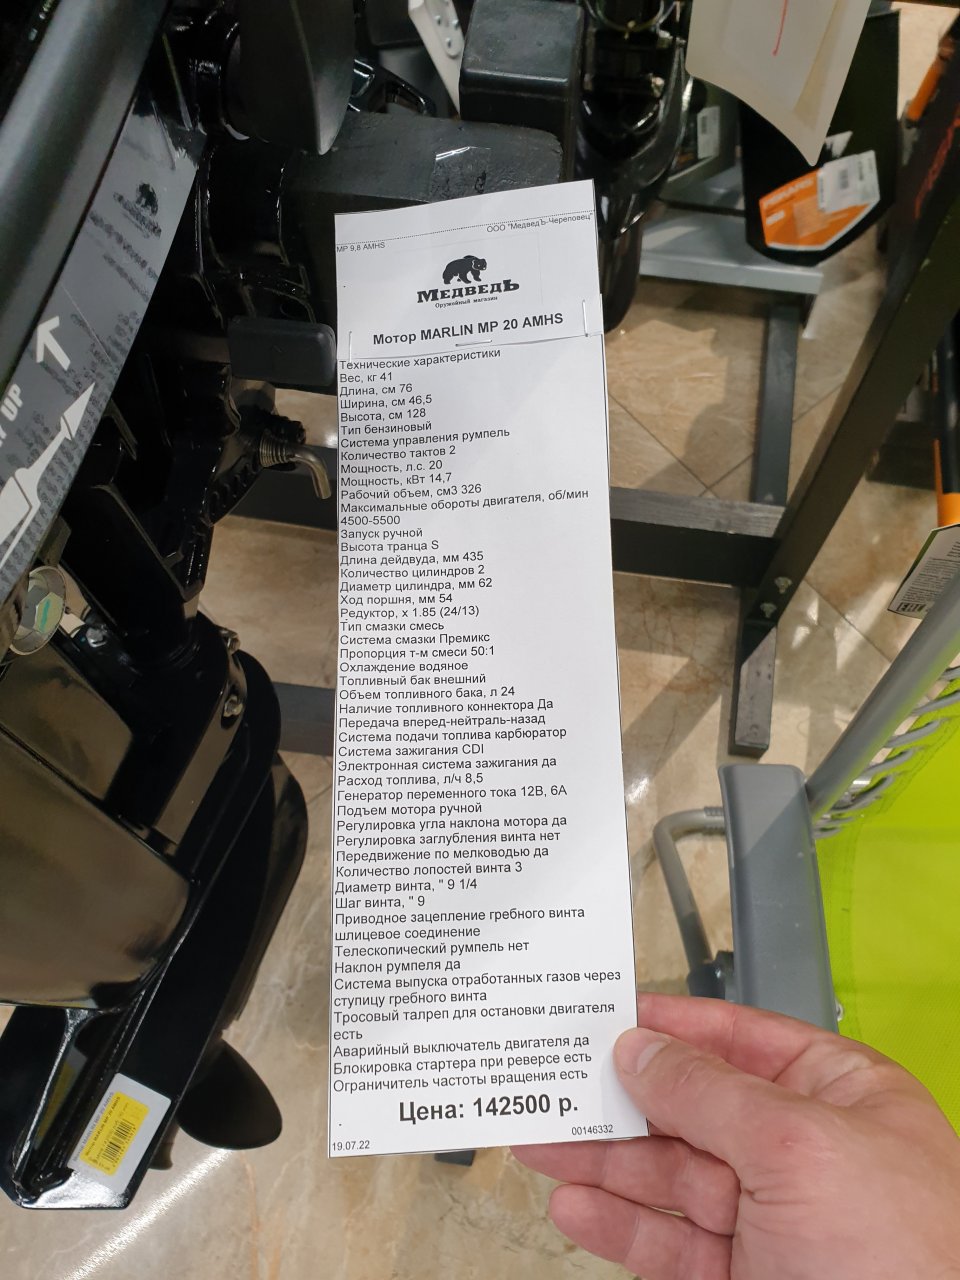 ООО "МедведЪ-Череповец"
MP 9,8 AMHS
МЕДВЕДЬ
Оружейный магазин
Мотор MARLIN MP 20 AMHS
Технические характеристики
Вес, кг 41
Длина, см 76
Ширина, см 46,5
Высота, см 128
Тип бензиновый
Система управления румпель
Количество тактов 2
Мощность, л.с. 20
Мощность, кВт 14,7
Рабочий объем, см3 326
Максимальные обороты двигателя, об/мин
4500-5500
Запуск ручной
Высота транца S
Длина дейдвуда, мм 435
Количество цилиндров 2
Диаметр цилиндра, мм 62
Ход поршня, мм 54
Редуктор, x 1.85 (24/13)
Тип смазки смесь
Система смазки Премикс
Пропорция т-м смеси 50:1
Охлаждение водяное
Топливный бак внешний
Объем топливного бака, л 24
Наличие топливного коннектора Да
Передача вперед-нейтраль-назад
Система подачи топлива карбюратор
Система зажигания CDI
Электронная система зажигания да
Расход топлива, л/ч 8,5
Генератор переменного тока 12В, 6А
Подъем мотора ручной
Регулировка угла наклона мотора да
Регулировка заглубления винта нет
Передвижение по мелководью да
Количество лопостей винта 3
Диаметр винта, " 9 1/4
Шаг винта, " 9
Приводное зацепление гребного винта
шлицевое соединение
Телескопический румпель нет
Наклон румпеля да
Система выпуска отработанных газов через
ступицу гребного винта
Тросовый талреп для остановки двигателя
есть
Аварийный выключатель двигателя да
Блокировка стартера при реверсе есть
Ограничитель частоты вращения есть
Цена: 142500 р.
19.07.22
00146332
UP
FISKARS
Мотор MARLIN MP 20 AMHS